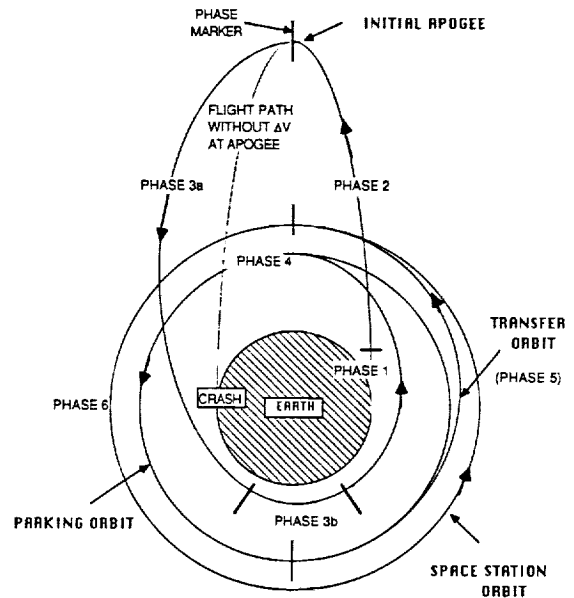 PHASE
MARKER
INITIAL APOGEE
FLIGHT PATH
WITHOUT ΔV
AT APOGEE
PHASE 3a
PHASE 2
PHASE 4
TRANSFER
ORBIT
(PHASE 5)
PHASE 1
CRASH
EARTH
PHASE 6
PARKING ORBIT
PHASE 3b
SPACE STATION
ORBIT